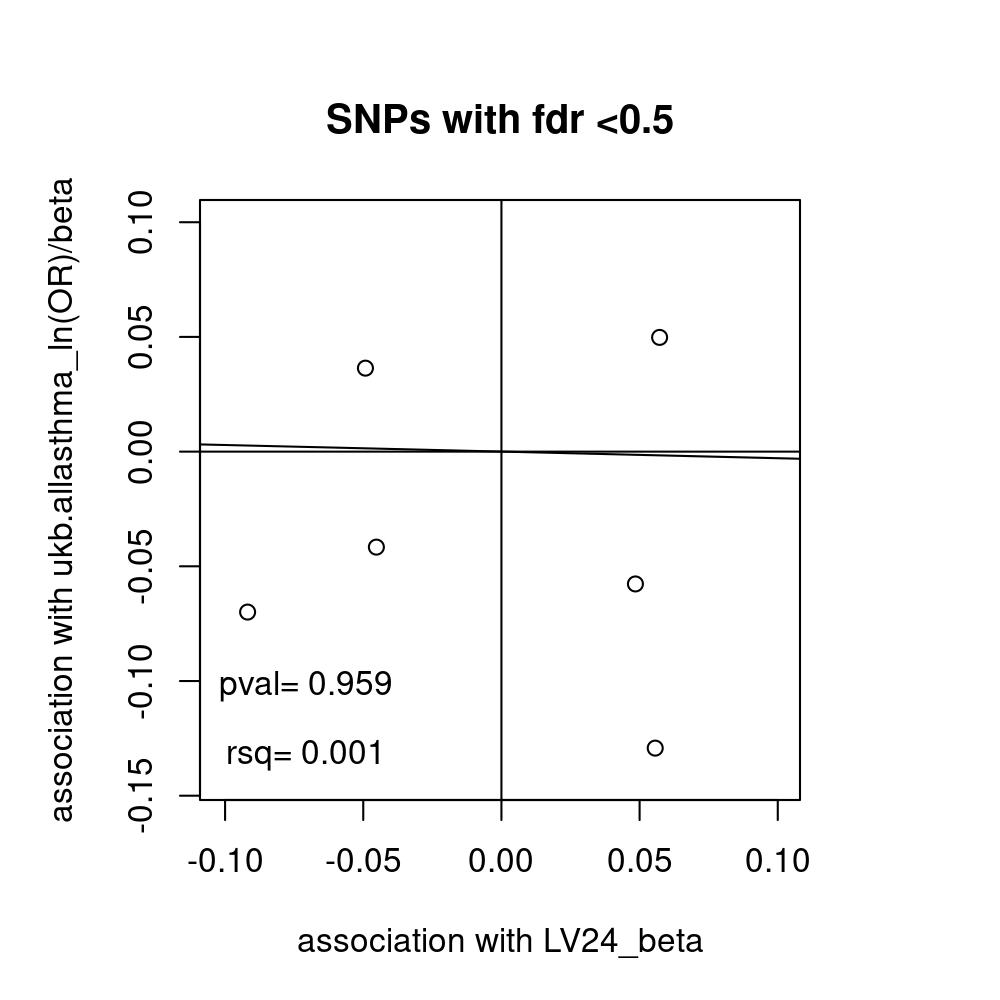 SNPs with fdr <0.5
association with ukb.allasthma_ln(OR)/beta
0.10
0.05
0.00
-0.05
-0.10
-0.15
pval= 0.959
rsq= 0.001
-0.10 -0.05 0.00 0.05 0.10
association with LV24_beta